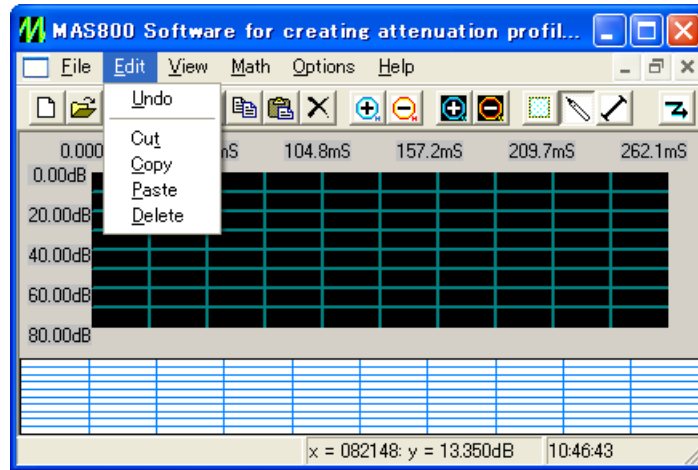 MAS800 Software for creating attenuation profil...
File Edit View Math Options Help
Undo
Cut
Copy
Paste
Delete
0.000 nS 104.8mS 157.2mS 209.7mS 262.1mS
0.00dB
20.00dB
40.00dB
60.00dB
80.00dB
x = 082148: y = 13.350dB 10:46:43